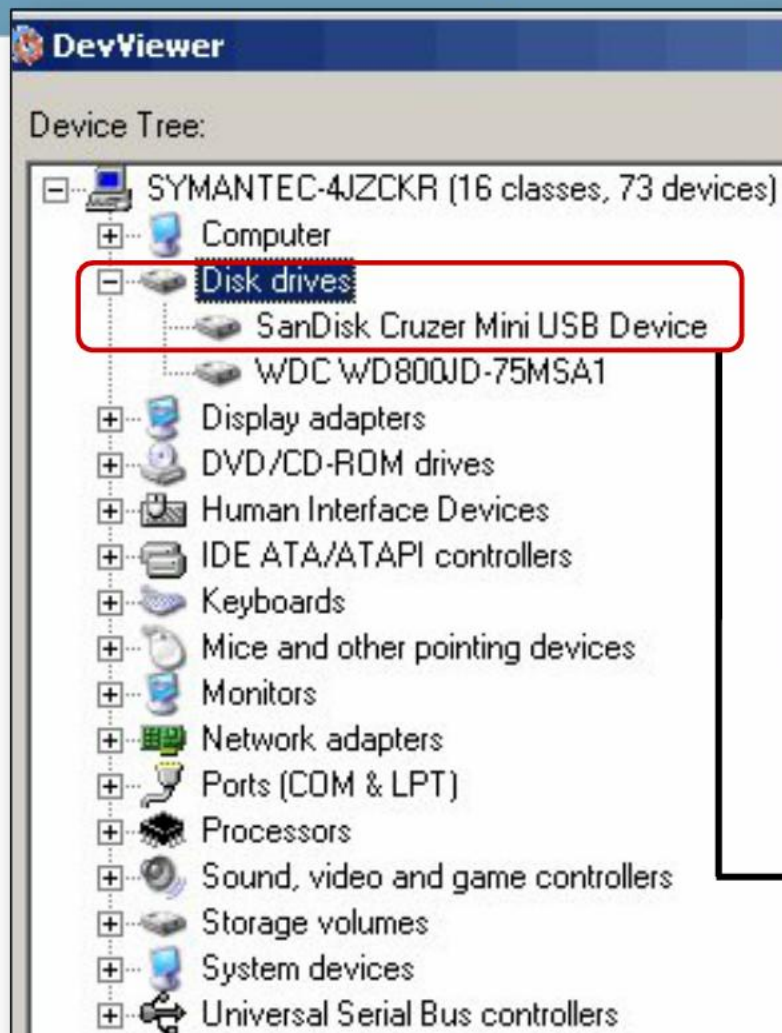 DevViewer
Device Tree:
SYMANTEC-4JZCKR (16 classes, 73 devices)
Computer
Disk drives
SanDisk Cruzer Mini USB Device
WDC WD800JD-75MSA1
Display adapters
DVD/CD-ROM drives
Human Interface Devices
IDE ATA/ATAPI controllers
Keyboards
Mice and other pointing devices
Monitors
Network adapters
Ports (COM & LPT)
Processors
Sound, video and game controllers
Storage volumes
System devices
Universal Serial Bus controllers